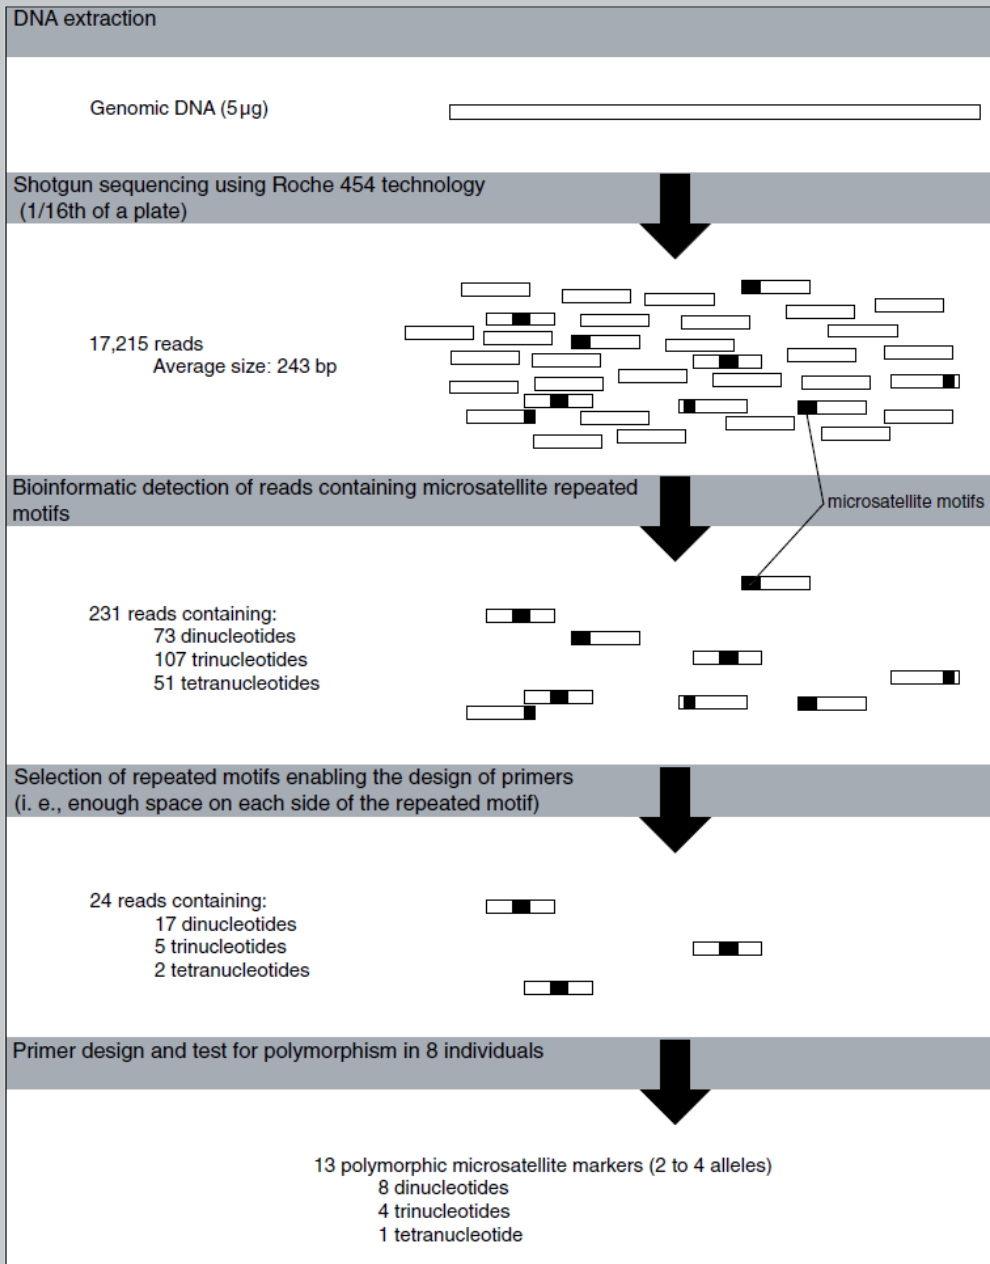 DNA extraction
Genomic DNA (5µg)
Shotgun sequencing using Roche 454 technology
(1/16th of a plate)
17,215 reads
Average size: 243 bp
Bioinformatic detection of reads containing microsatellite repeated
motifs
microsatellite motifs
231 reads containing:
73 dinucleotides
107 trinucleotides
51 tetranucleotides
Selection of repeated motifs enabling the design of primers
(i. e., enough space on each side of the repeated motif)
24 reads containing:
17 dinucleotides
5 trinucleotides
2 tetranucleotides
Primer design and test for polymorphism in 8 individuals
13 polymorphic microsatellite markers (2 to 4 alleles)
8 dinucleotides
4 trinucleotides
1 tetranucleotide